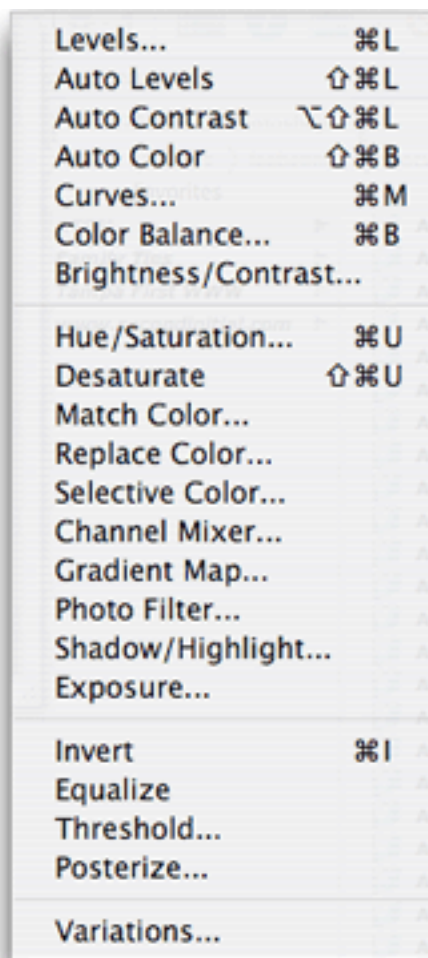 Levels... ⌘L
Auto Levels ⇧⌘L
Auto Contrast ⌥⇧⌘L
Auto Color ⇧⌘B
Curves... ⌘M
Color Balance... ⌘B
Brightness/Contrast...
Hue/Saturation... ⌘U
Desaturate ⇧⌘U
Match Color...
Replace Color...
Selective Color...
Channel Mixer...
Gradient Map...
Photo Filter...
Shadow/Highlight...
Exposure...
Invert ⌘I
Equalize
Threshold...
Posterize...
Variations...